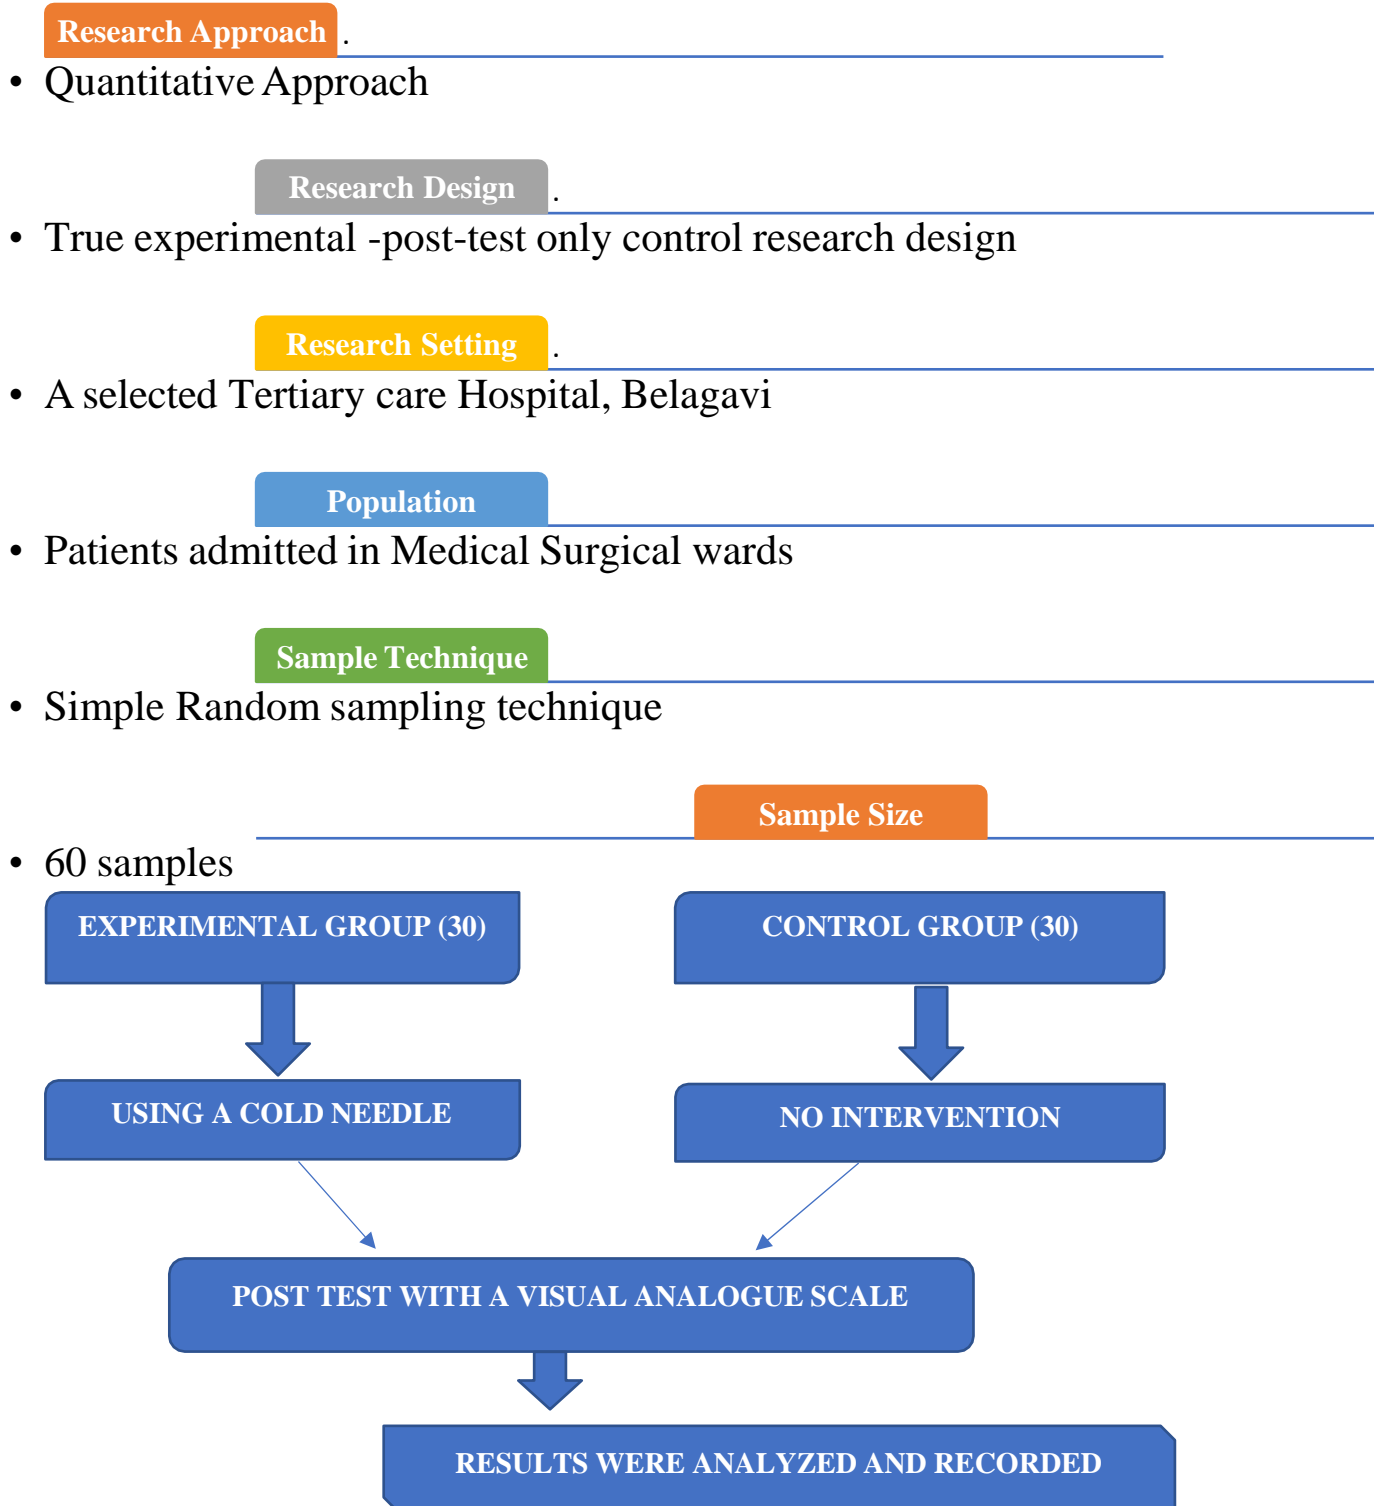 Research Approach .
• Quantitative Approach
Research Design .
• True experimental -post-test only control research design
Research Setting .
• A selected Tertiary care Hospital, Belagavi
Population
• Patients admitted in Medical Surgical wards
Sample Technique
• Simple Random sampling technique
Sample Size
• 60 samples
EXPERIMENTAL GROUP (30)
CONTROL GROUP (30)
USING A COLD NEEDLE
NO INTERVENTION
POST TEST WITH A VISUAL ANALOGUE SCALE
RESULTS WERE ANALYZED AND RECORDED